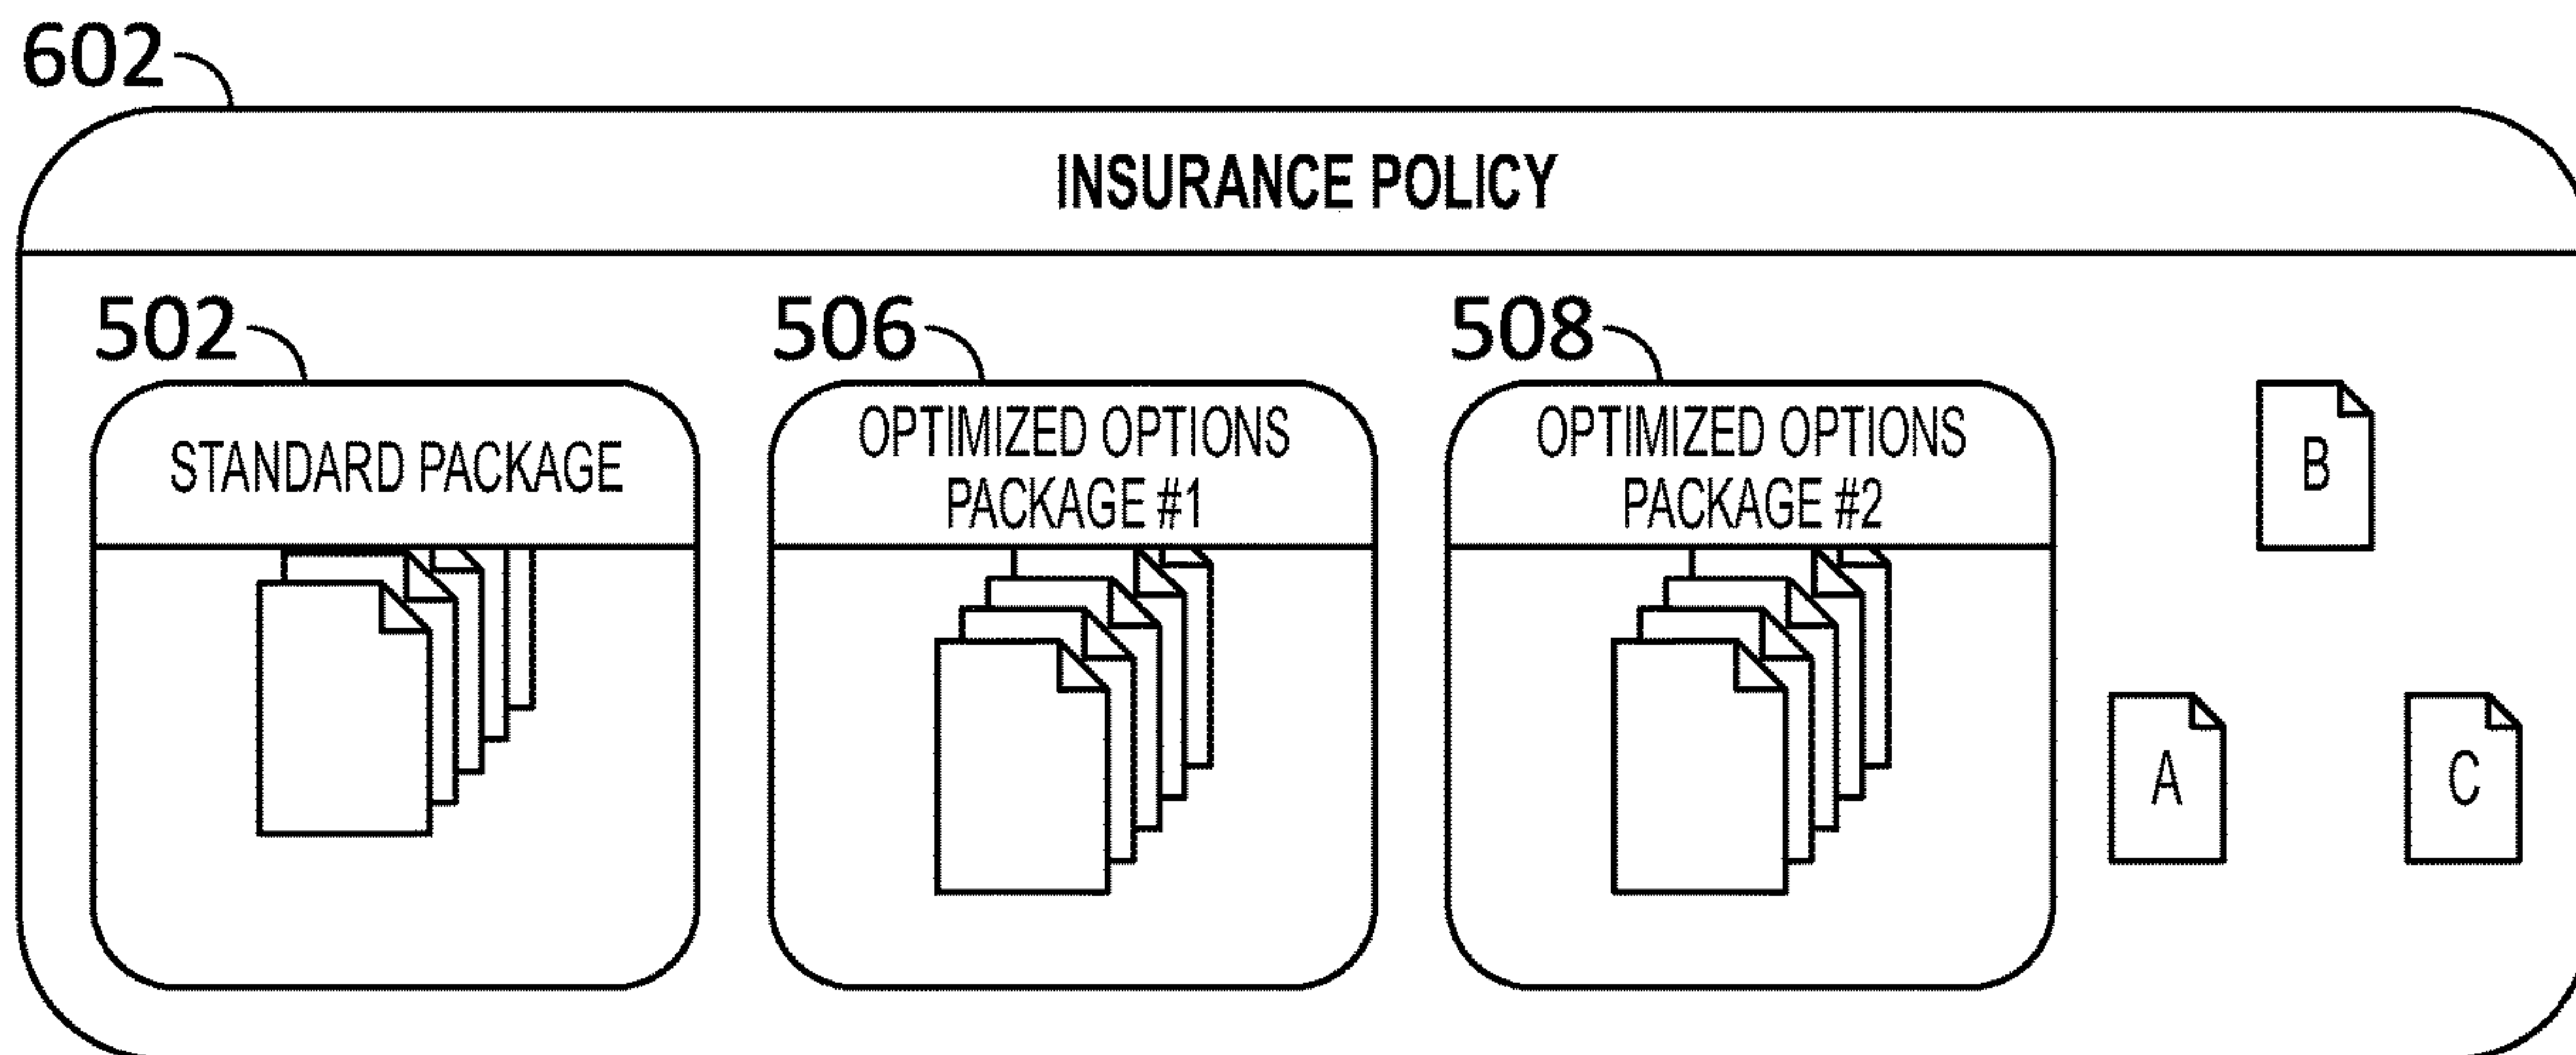 602
INSURANCE POLICY
502
506
508
STANDARD PACKAGE
OPTIMIZED OPTIONS
PACKAGE #1
OPTIMIZED OPTIONS
PACKAGE #2
B
A
C